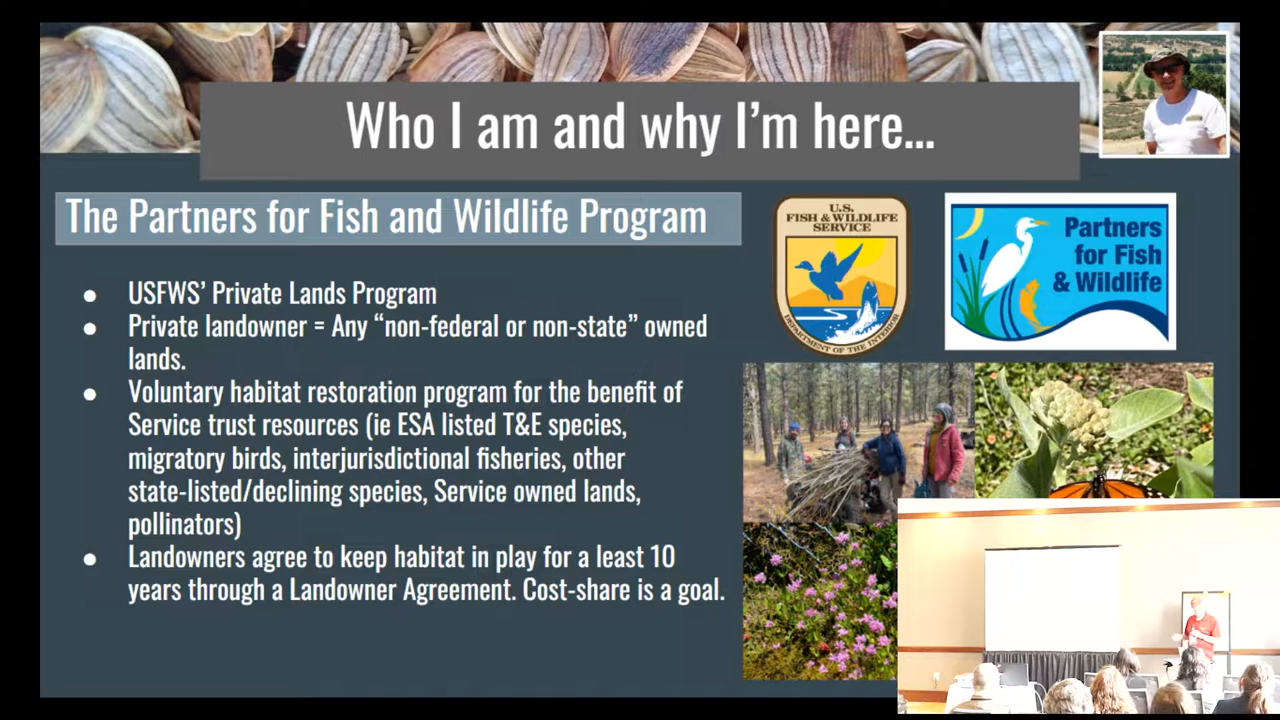 Who I am and why I'm here...
The Partners for Fish and Wildlife Program
● USFWS' Private Lands Program
● Private landowner = Any “non-federal or non-state” owned
lands.
● Voluntary habitat restoration program for the benefit of
Service trust resources (ie ESA listed T&E species,
migratory birds, interjurisdictional fisheries, other
state-listed/declining species, Service owned lands,
pollinators)
● Landowners agree to keep habitat in play for a least 10
years through a Landowner Agreement. Cost-share is a goal.
U.S.
FISH & WILDLIFE
SERVICE
DEPARTMENT OF THE INTERIOR
Partners
for Fish
& Wildlife